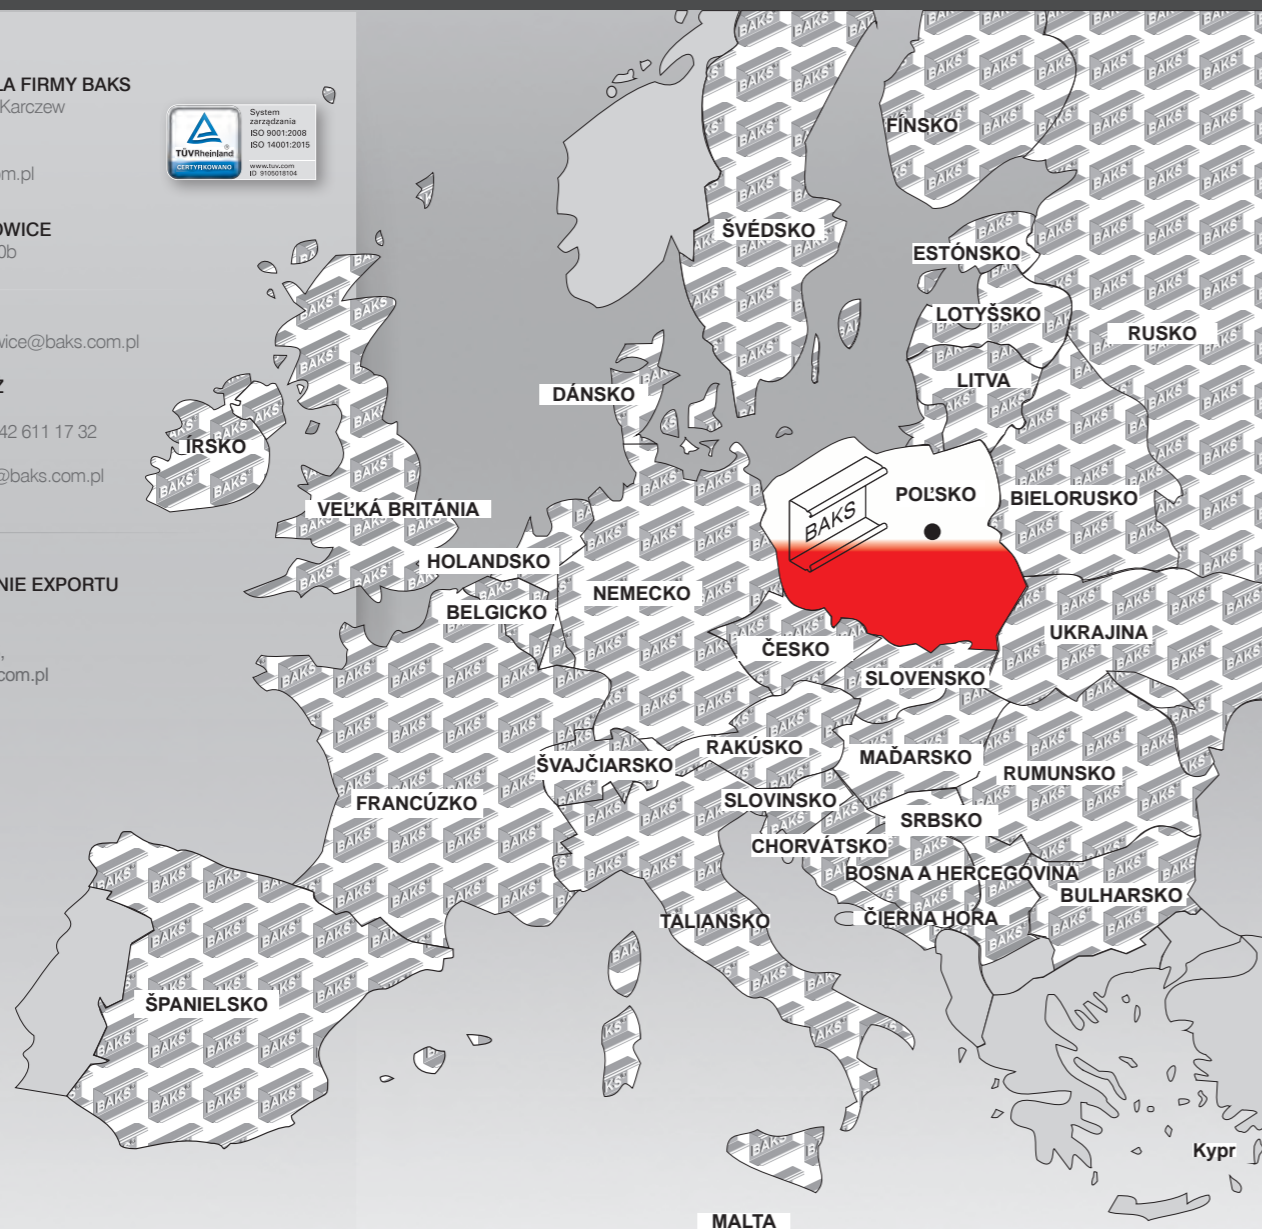 LA FIRMY BAKS
Karczew
om.pl
OWICE
0b
wice@baks.com.pl
Z
42 611 17 32
@baks.com.pl
NIE EXPORTU
com.pl
TÜVRheinland®
CERTYFIKOWANO
System
zarządzania
ISO 9001:2008
ISO 14001:2015
www.tuv.com
ID 9105018104
FÍNSKO
ŠVÉDSKO
ESTÓNSKO
LOTYŠSKO
RUSKO
LITVA
DÁNSKO
ÍRSKO
POĽSKO
BIELORUSKO
BAKS
VEĽKÁ BRITÁNIA
HOLANDSKO
NEMECKO
BELGICKO
UKRAJINA
ČESKO
SLOVENSKO
RAKÚSKO
MAĎARSKO
ŠVAJČIARSKO
RUMUNSKO
FRANCÚZKO
SLOVINSKO
SRBSKO
CHORVÁTSKO
BOSNA A HERCEGOVINA
BULHARSKO
TALIANSKO
ČIERNA HORA
ŠPANIELSKO
Kypr
MALTA